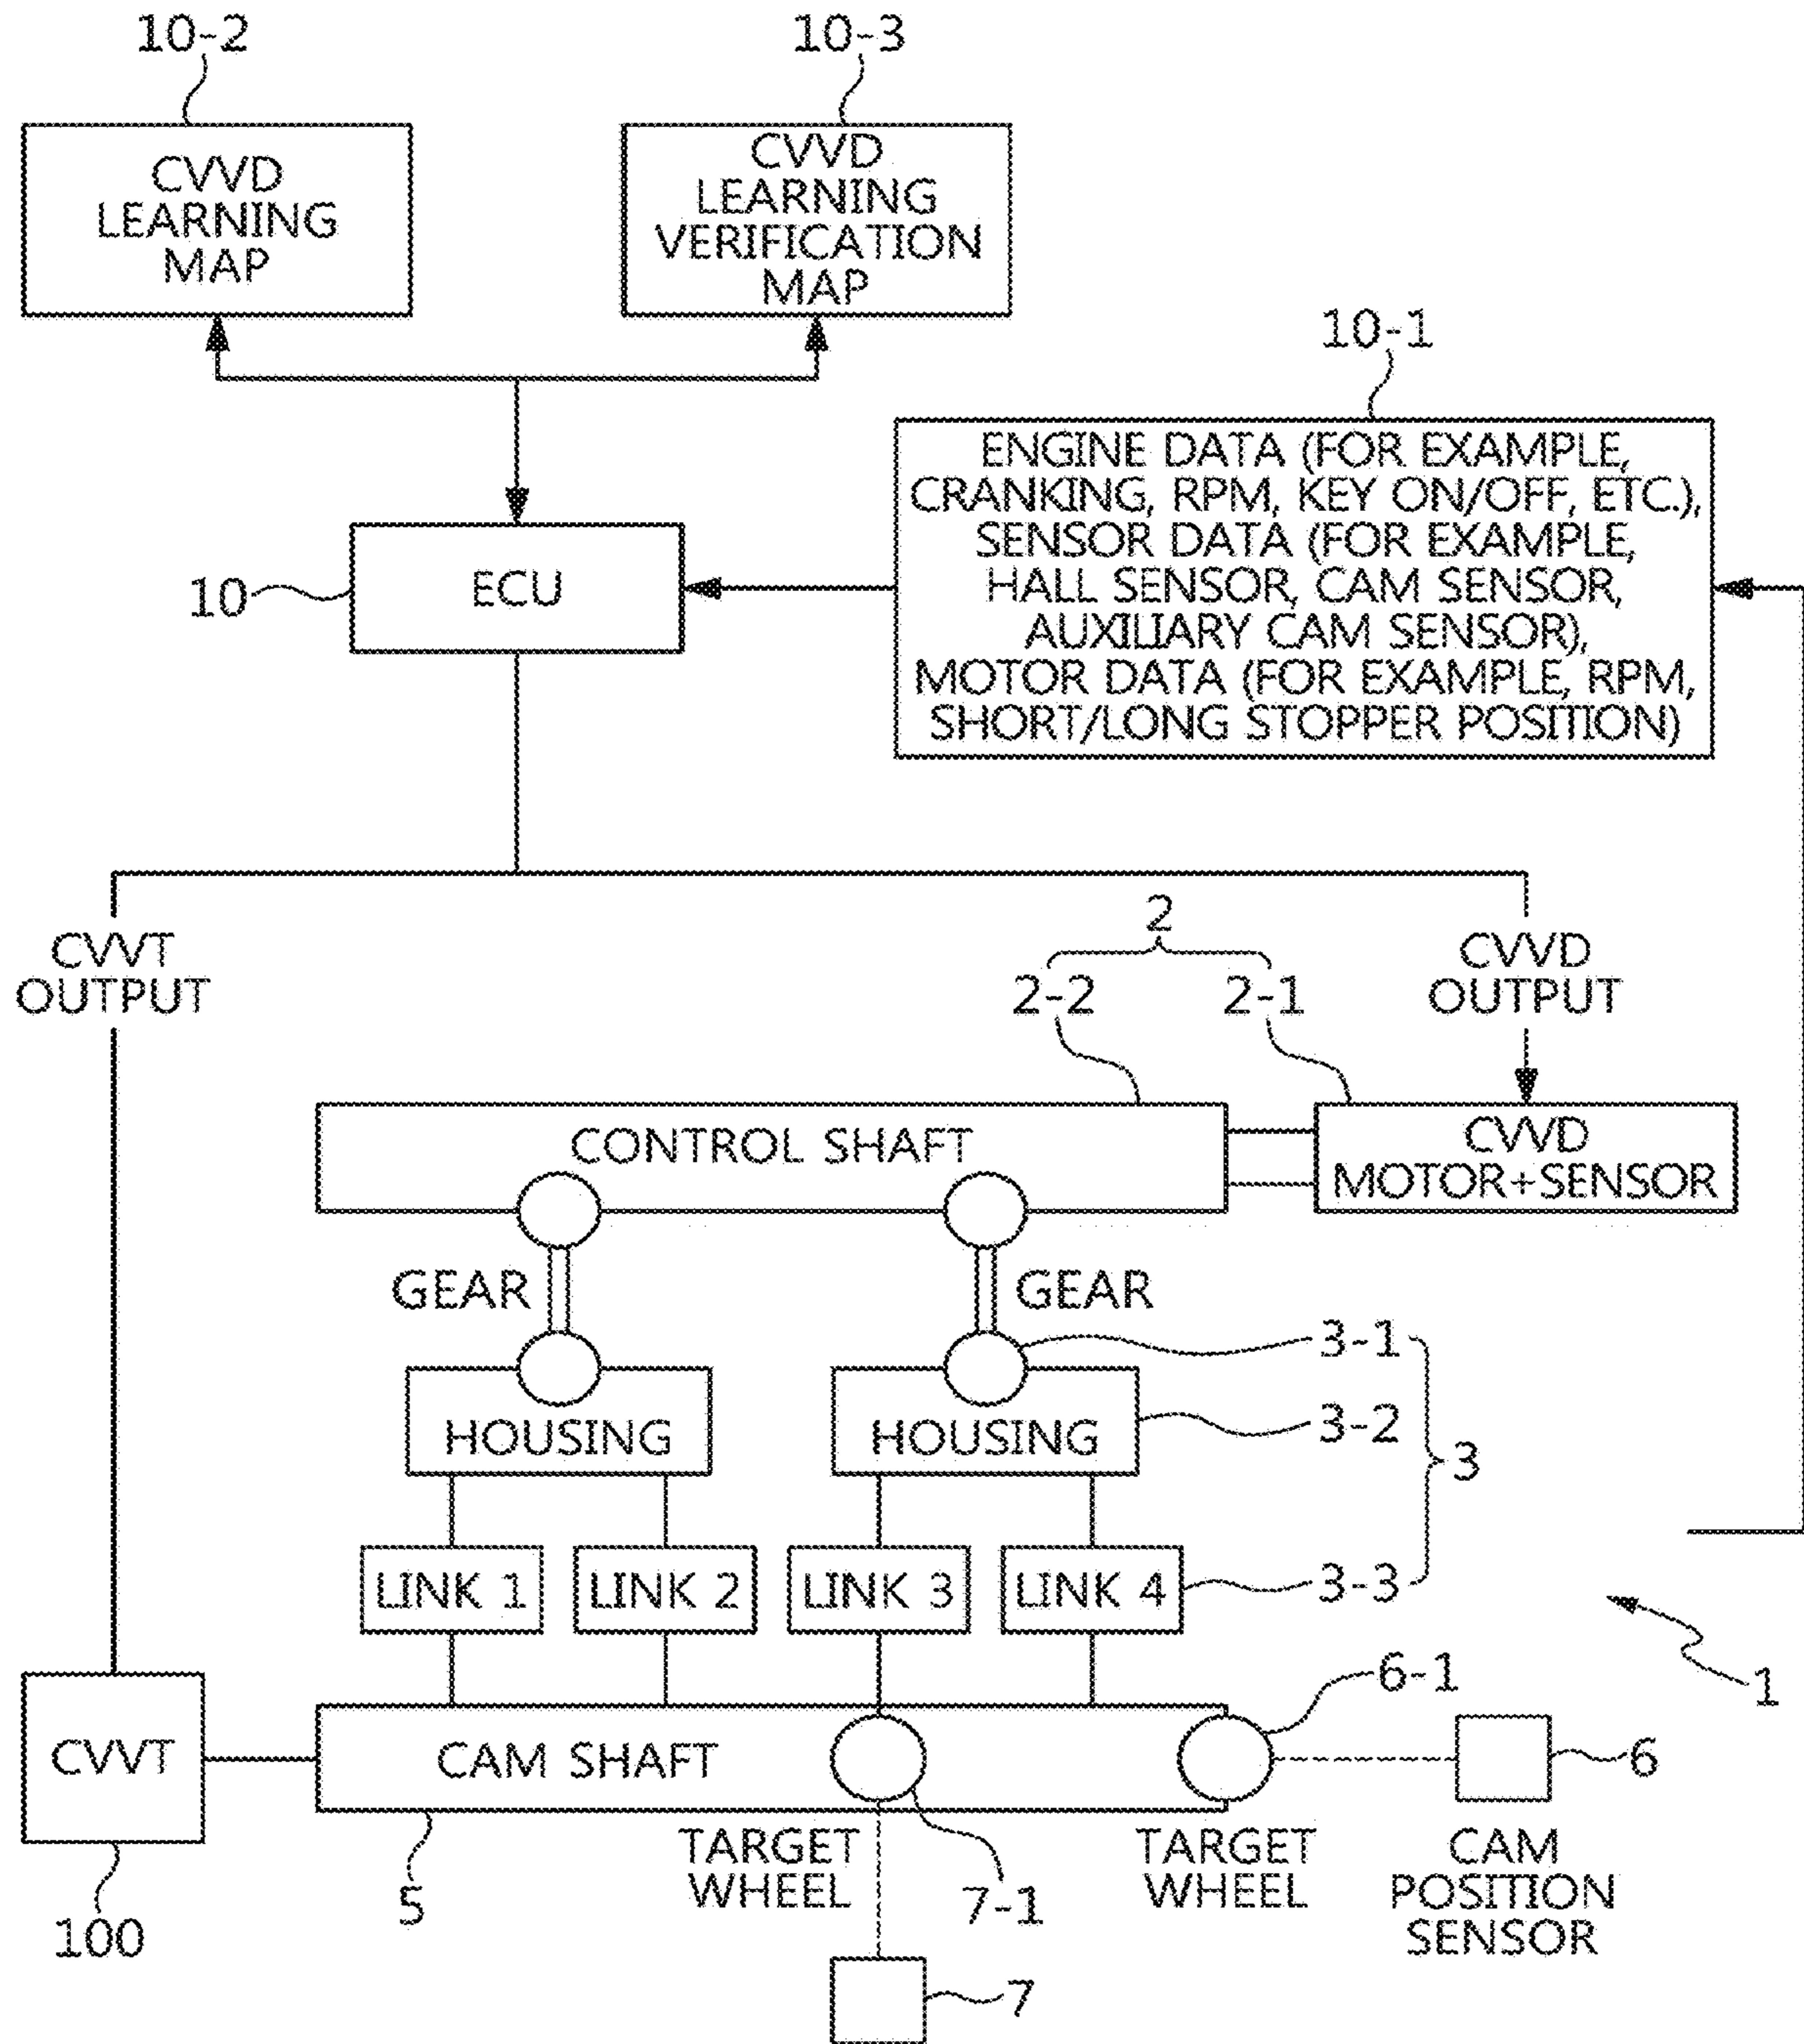 10-2
10-3
CVVD
LEARNING
MAP
CVVD
LEARNING
VERIFICATION
MAP
10-1
ENGINE DATA (FOR EXAMPLE,
CRANKING, RPM, KEY ON/OFF, ETC.),
SENSOR DATA (FOR EXAMPLE,
HALL SENSOR, CAM SENSOR,
AUXILIARY CAM SENSOR),
MOTOR DATA (FOR EXAMPLE, RPM,
SHORT/LONG STOPPER POSITION)
10
ECU
CVVT
OUTPUT
2
2-2
2-1
CVVD
OUTPUT
CONTROL SHAFT
CVVD
MOTOR+SENSOR
GEAR
GEAR
3-1
HOUSING
HOUSING
3-2
3
LINK 1
LINK 2
LINK 3
LINK 4
3-3
1
6-1
CVVT
CAM SHAFT
6
TARGET
WHEEL
TARGET
WHEEL
CAM
POSITION
SENSOR
100
5
7-1
7